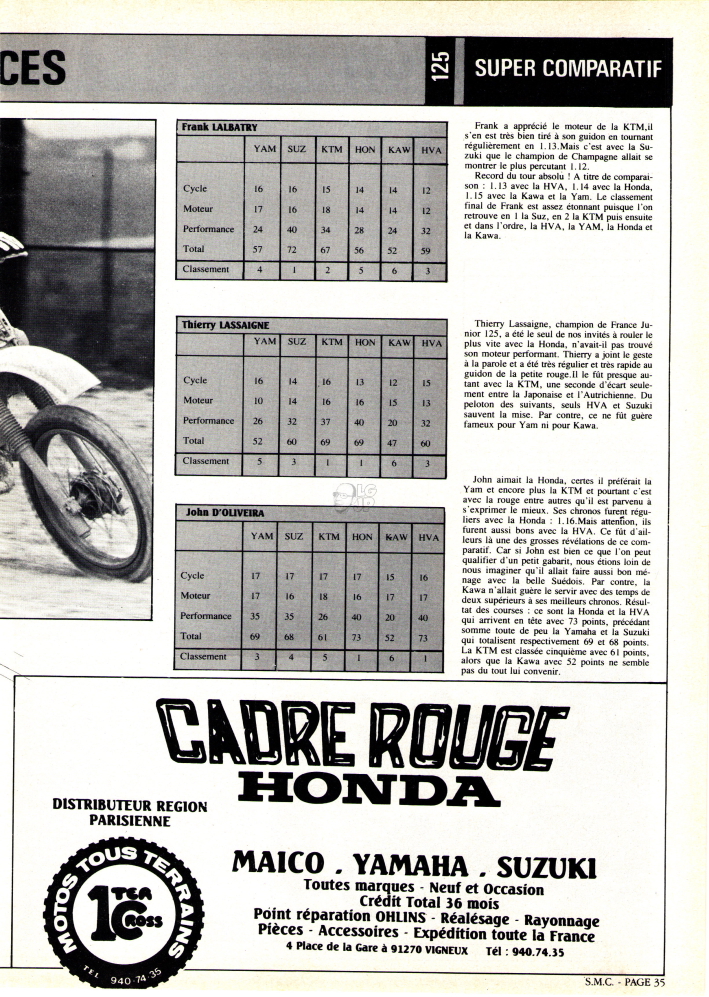 CES
125
SUPER COMPARATIF
Frank LALBATRY
YAM SUZ KTM HON KAW HVA
Cycle 16 16 15 14 14 12
Moteur 17 16 18 14 14 12
Performance 24 40 34 28 24 32
Total 57 72 67 56 52 59
Classement 4 1 2 5 6 3
Frank a apprécié le moteur de la KTM,il
s'en est très bien tiré à son guidon en tournant
régulièrement en 1.13.Mais c'est avec la Su-
zuki que le champion de Champagne allait se
montrer le plus percutant 1.12.
Record du tour absolu ! A titre de comparai-
son : 1.13 avec la HVA, 1.14 avec la Honda,
1.15 avec la Kawa et la Yam. Le classement
final de Frank est assez étonnant puisque l'on
retrouve en 1 la Suz, en 2 la KTM puis ensuite
et dans l'ordre, la HVA, la YAM, la Honda et
la Kawa.
Thierry LASSAIGNE
YAM SUZ KTM HON KAW HVA
Cycle 16 14 16 13 12 15
Moteur 10 14 16 16 15 13
Performance 26 32 37 40 20 32
Total 52 60 69 69 47 60
Classement 5 3 1 1 6 3
Thierry Lassaigne, champion de France Ju-
nior 125, a été le seul de nos invités à rouler le
plus vite avec la Honda, n'avait-il pas trouvé
son moteur performant. Thierry a joint le geste
à la parole et a été très régulier et très rapide au
guidon de la petite rouge.Il le fût presque au-
tant avec la KTM, une seconde d'écart seule-
ment entre la Japonaise et l'Autrichienne. Du
peloton des suivants, seuls HVA et Suzuki
sauvent la mise. Par contre, ce ne fût guère
fameux pour Yam ni pour Kawa.
John D'OLIVEIRA
YAM SUZ KTM HON KAW HVA
Cycle 17 17 17 17 15 16
Moteur 17 16 18 16 17 17
Performance 35 35 26 40 20 40
Total 69 68 61 73 52 73
Classement 3 4 5 1 6 1
John aimait la Honda, certes il préférait la
Yam et encore plus la KTM et pourtant c'est
avec la rouge entre autres qu'il est parvenu à
s'exprimer le mieux. Ses chronos furent régu-
liers avec la Honda : 1.16.Mais attention, ils
furent aussi bons avec la HVA. Ce fût d'ail-
leurs là une des grosses révélations de ce com-
paratif. Car si John est bien ce que l'on peut
qualifier d'un petit gabarit, nous étions loin de
nous imaginer qu'il allait faire aussi bon mé-
nage avec la belle Suédois. Par contre, la
Kawa n'allait guère le servir avec des temps de
deux supérieurs à ses meilleurs chronos. Résul-
tat des courses : ce sont la Honda et la HVA
qui arrivent en tête avec 73 points, précédant
somme toute de peu la Yamaha et la Suzuki
qui totalisent respectivement 69 et 68 points.
La KTM est classée cinquième avec 61 points,
alors que la Kawa avec 52 points ne semble
pas du tout lui convenir.
CADRE ROUGE
HONDA
DISTRIBUTEUR REGION
PARISIENNE
MOTOS TOUS TERRAINS
1TER
CROSS
TEL 940-74-35
MAICO . YAMAHA . SUZUKI
Toutes marques - Neuf et Occasion
Crédit Total 36 mois
Point réparation OHLINS - Réalésage - Rayonnage
Pièces - Accessoires - Expédition toute la France
4 Place de la Gare à 91270 VIGNEUX Tél : 940.74.35
S.M.C. - PAGE 35